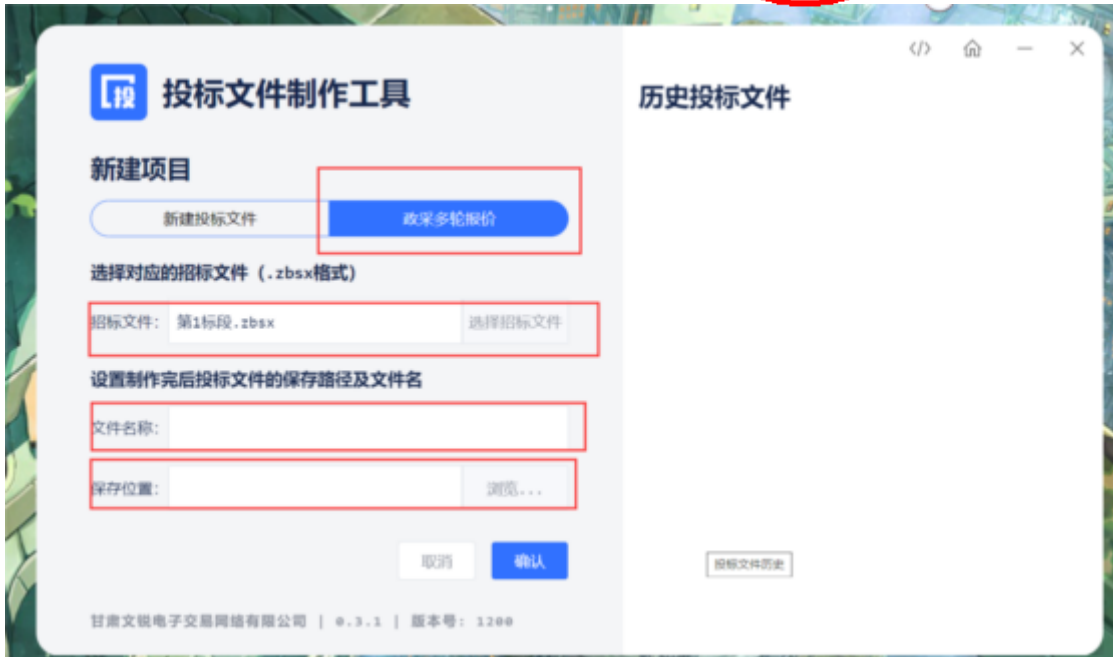 投标文件制作工具
历史投标文件
新建项目
新建投标文件 政采多轮报价
选择对应的招标文件（.zbsx格式）
招标文件: 第1标段.zbsx 选择招标文件
设置制作完后投标文件的保存路径及文件名
文件名称:
保存位置: 浏览...
取消 确认
投标文件历史
甘肃文锐电子交易网络有限公司 | 0.3.1 | 版本号: 1200